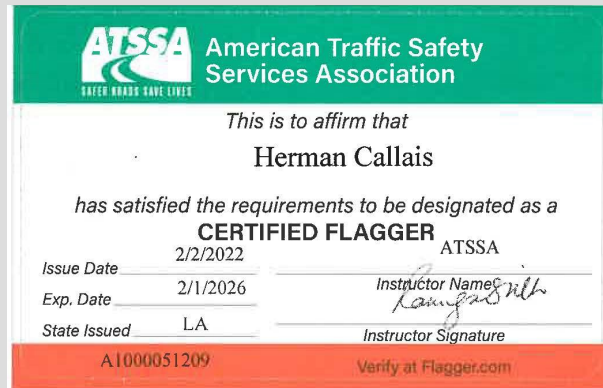 ATSSA
SAFER ROADS SAVE LIVES
American Traffic Safety
Services Association
This is to affirm that
Herman Callais
has satisfied the requirements to be designated as a
CERTIFIED FLAGGER
Issue Date 2/2/2022
ATSSA
Instructor Name
Exp. Date 2/1/2026
State Issued LA
Instructor Signature
A1000051209
Verify at Flagger.com